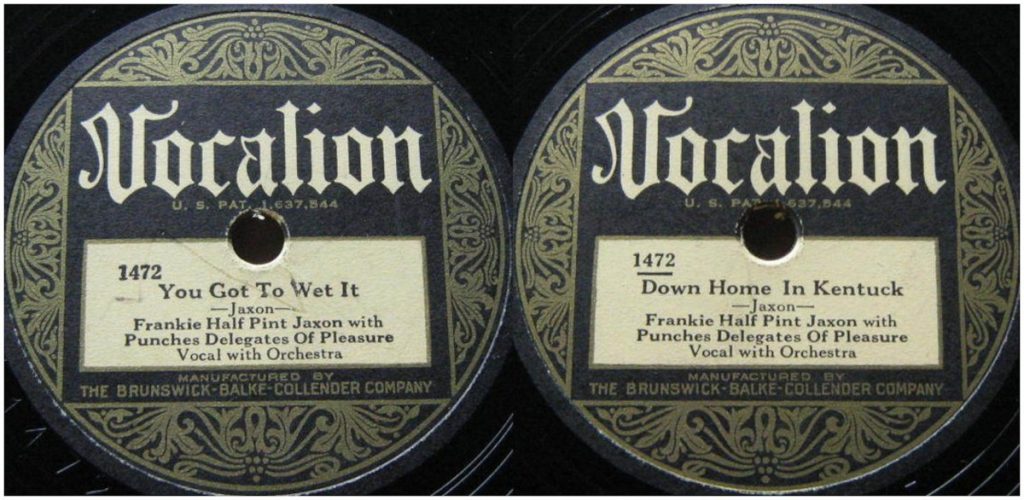 Vocalion
U. S. PAT. 1,637,544
1472
You Got To Wet It
—Jaxon—
Frankie Half Pint Jaxon with
Punches Delegates Of Pleasure
Vocal with Orchestra
MANUFACTURED BY
THE BRUNSWICK-BALKE-COLLENDER COMPANY
Vocalion
U. S. PAT. 1,637,544
1472
Down Home In Kentuck
—Jaxon—
Frankie Half Pint Jaxon with
Punches Delegates Of Pleasure
Vocal with Orchestra
MANUFACTURED BY
THE BRUNSWICK-BALKE-COLLENDER COMPANY